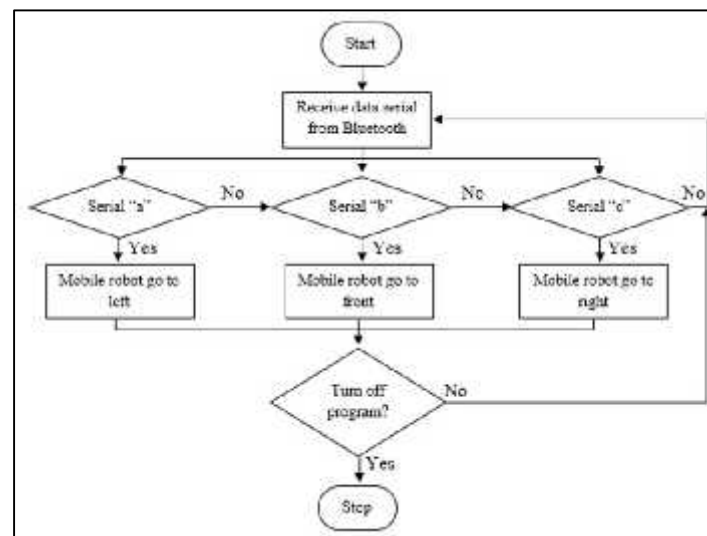 Start
Receive data serial
from Bluetooth
Serial "a"
No
Serial "b"
No
Serial "c"
No
Yes
Yes
Yes
Mobile robot go to
left
Mobile robot go to
front
Mobile robot go to
right
Turn off
program?
No
Yes
Stop